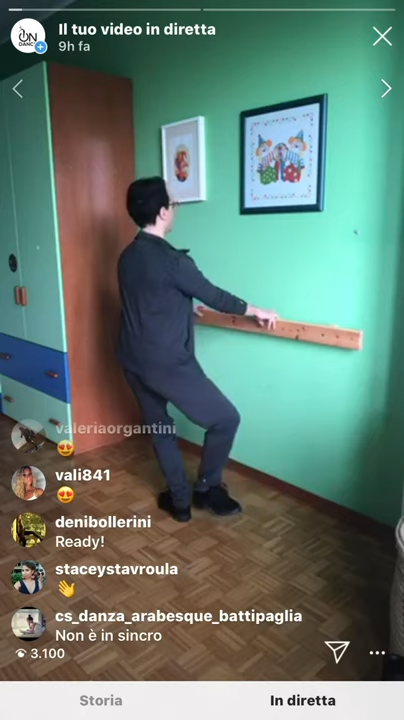 ON
DANC
Il tuo video in diretta
9h fa
valeriaorgantini
😍
vali841
😍
denibollerini
Ready!
staceystavroula
👋
cs_danza_arabesque_battipaglia
Non è in sincro
3.100
Storia
In diretta